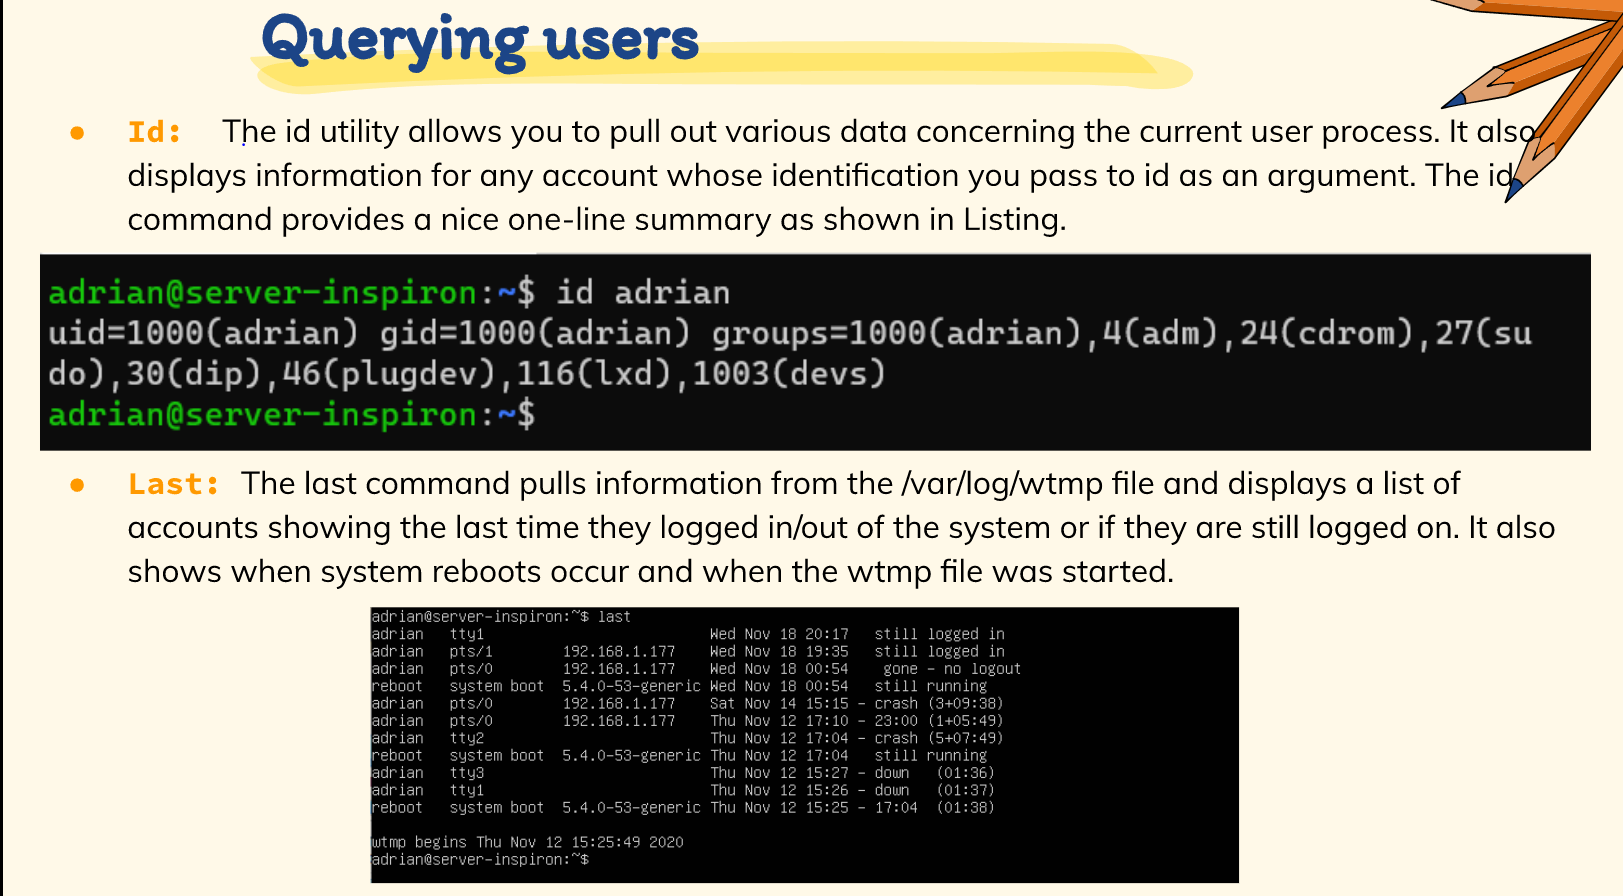 Querying users
● Id: The id utility allows you to pull out various data concerning the current user process. It also
displays information for any account whose identification you pass to id as an argument. The id
command provides a nice one-line summary as shown in Listing.
adrian@server-inspiron:~$ id adrian
uid=1000(adrian) gid=1000(adrian) groups=1000(adrian),4(adm),24(cdrom),27(su
do),30(dip),46(plugdev),116(lxd),1003(devs)
adrian@server-inspiron:~$
● Last: The last command pulls information from the /var/log/wtmp file and displays a list of
accounts showing the last time they logged in/out of the system or if they are still logged on. It also
shows when system reboots occur and when the wtmp file was started.
adrian@server-inspiron:~$ last
adrian tty1 Wed Nov 18 20:17 still logged in
adrian pts/1 192.168.1.177 Wed Nov 18 19:35 still logged in
adrian pts/0 192.168.1.177 Wed Nov 18 00:54 gone - no logout
reboot system boot 5.4.0-53-generic Wed Nov 18 00:54 still running
adrian pts/0 192.168.1.177 Sat Nov 14 15:15 - crash (3+09:38)
adrian pts/0 192.168.1.177 Thu Nov 12 17:10 - 23:00 (1+05:49)
adrian tty2 Thu Nov 12 17:04 - crash (5+07:49)
reboot system boot 5.4.0-53-generic Thu Nov 12 17:04 still running
adrian tty3 Thu Nov 12 15:27 - down (01:36)
adrian tty1 Thu Nov 12 15:26 - down (01:37)
reboot system boot 5.4.0-53-generic Thu Nov 12 15:25 - 17:04 (01:38)
wtmp begins Thu Nov 12 15:25:49 2020
adrian@server-inspiron:~$